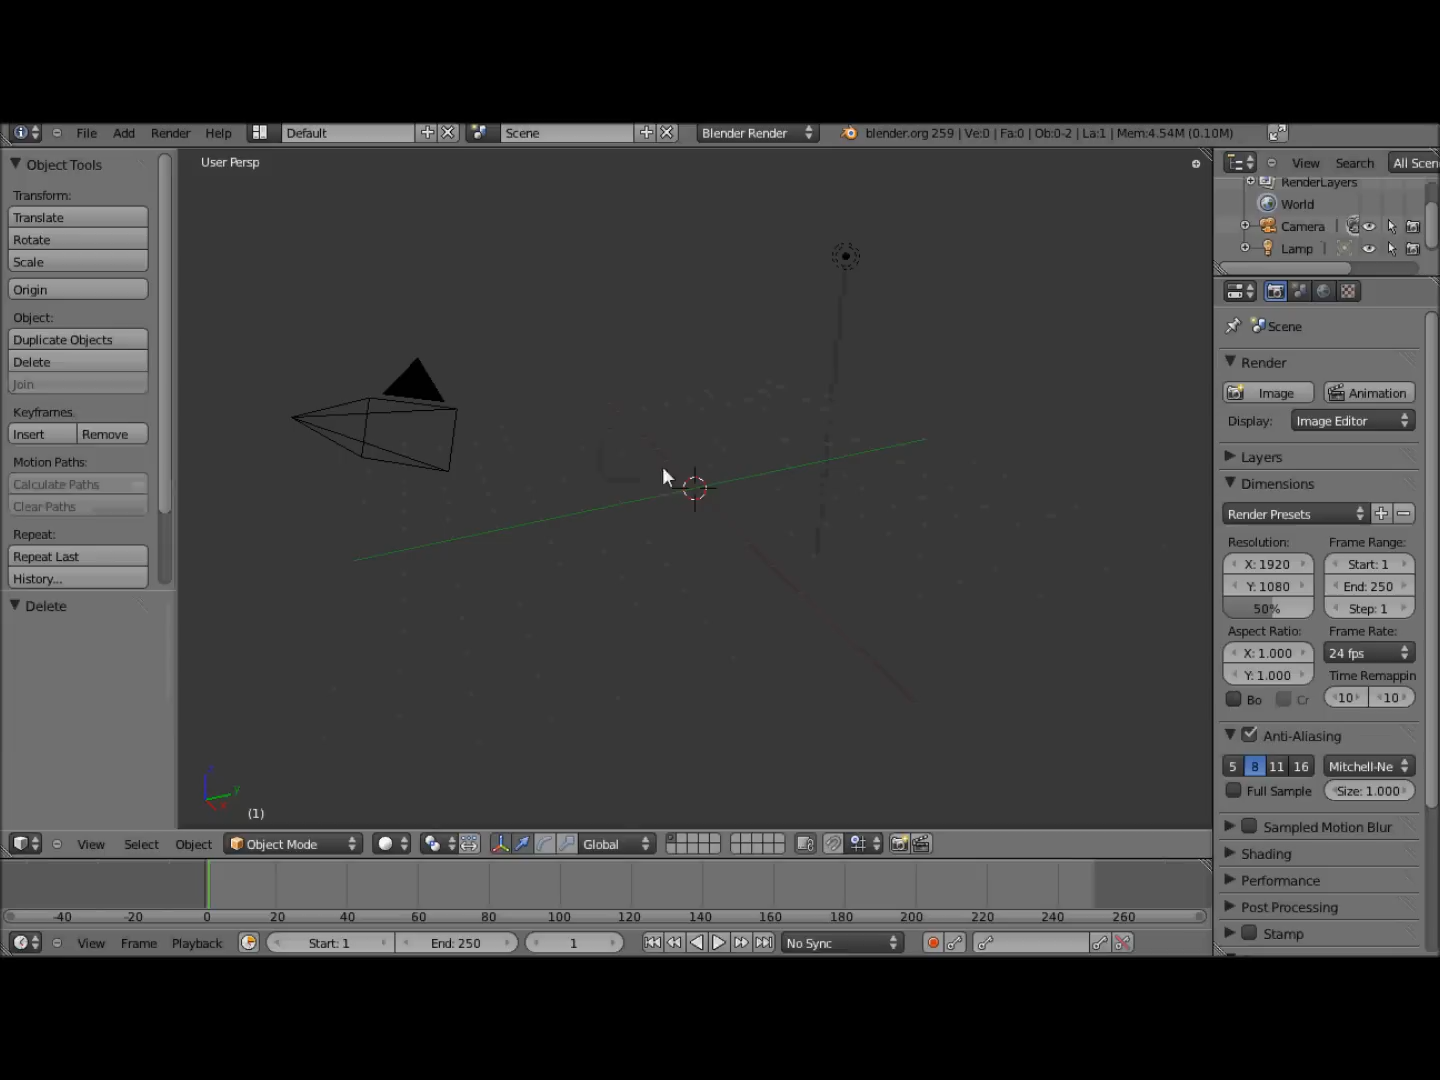 File Add Render Help Default Scene Blender Render blender.org 259 | Ve:0 | Fa:0 | Ob:0-2 | La:1 | Mem:4.54M (0.10M)
Object Tools
Transform:
Translate
Rotate
Scale
Origin
Object:
Duplicate Objects
Delete
Join
Keyframes:
Insert Remove
Motion Paths:
Calculate Paths
Clear Paths
Repeat:
Repeat Last
History...
Delete
User Persp
z
y
x
(1)
View Search All Scen
RenderLayers
World
Camera
Lamp
Scene
Render
Image Animation
Display: Image Editor
Layers
Dimensions
Render Presets
Resolution: Frame Range:
X: 1920 Start: 1
Y: 1080 End: 250
50% Step: 1
Aspect Ratio: Frame Rate:
X: 1.000 24 fps
Y: 1.000 Time Remappin
Bo Cr 10 10
Anti-Aliasing
5 8 11 16 Mitchell-Ne
Full Sample Size: 1.000
Sampled Motion Blur
Shading
Performance
Post Processing
Stamp
View Select Object Object Mode Global
-40 -20 0 20 40 60 80 100 120 140 160 180 200 220 240 260
View Frame Playback Start: 1 End: 250 1 No Sync